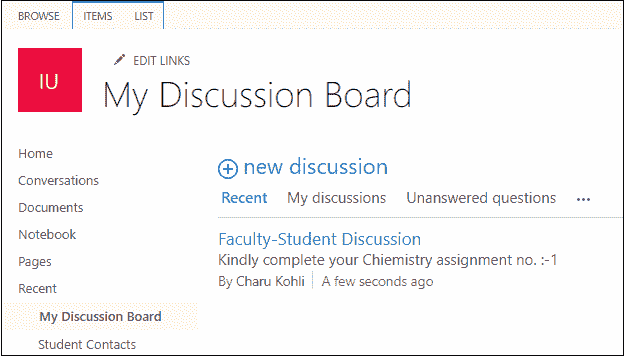 BROWSE ITEMS LIST
IU
EDIT LINKS
My Discussion Board
Home
Conversations
Documents
Notebook
Pages
Recent
My Discussion Board
Student Contacts
new discussion
Recent My discussions Unanswered questions ...
Faculty-Student Discussion
Kindly complete your Chiemistry assignment no. :-1
By Charu Kohli A few seconds ago